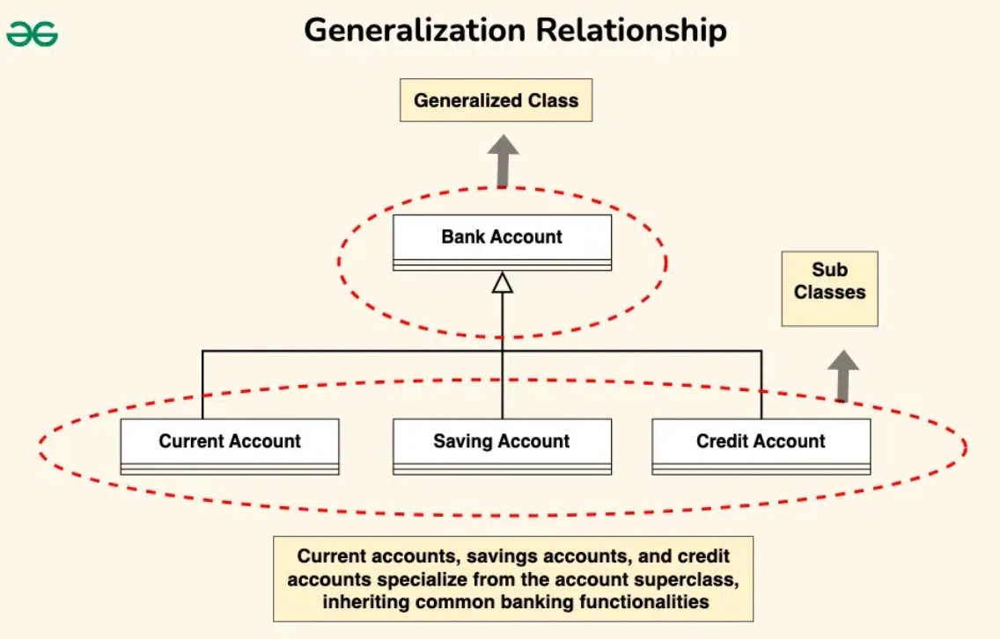 Generalization Relationship
Generalized Class
Bank Account
Sub
Classes
Current Account
Saving Account
Credit Account
Current accounts, savings accounts, and credit
accounts specialize from the account superclass,
inheriting common banking functionalities